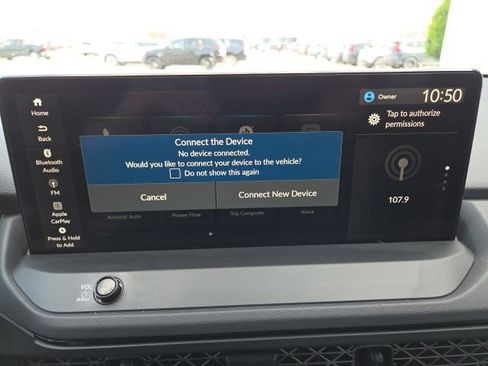 Home
Back
Bluetooth
Audio
FM
Apple
CarPlay
Press & Hold
to Add
Connect the Device
No device connected.
Would you like to connect your device to the vehicle?
Do not show this again
Cancel
Connect New Device
Android Auto
Power Flow
Trip Computer
Alexa
Owner
10:50
Tap to authorize
permissions
107.9
VOL
AUDIO